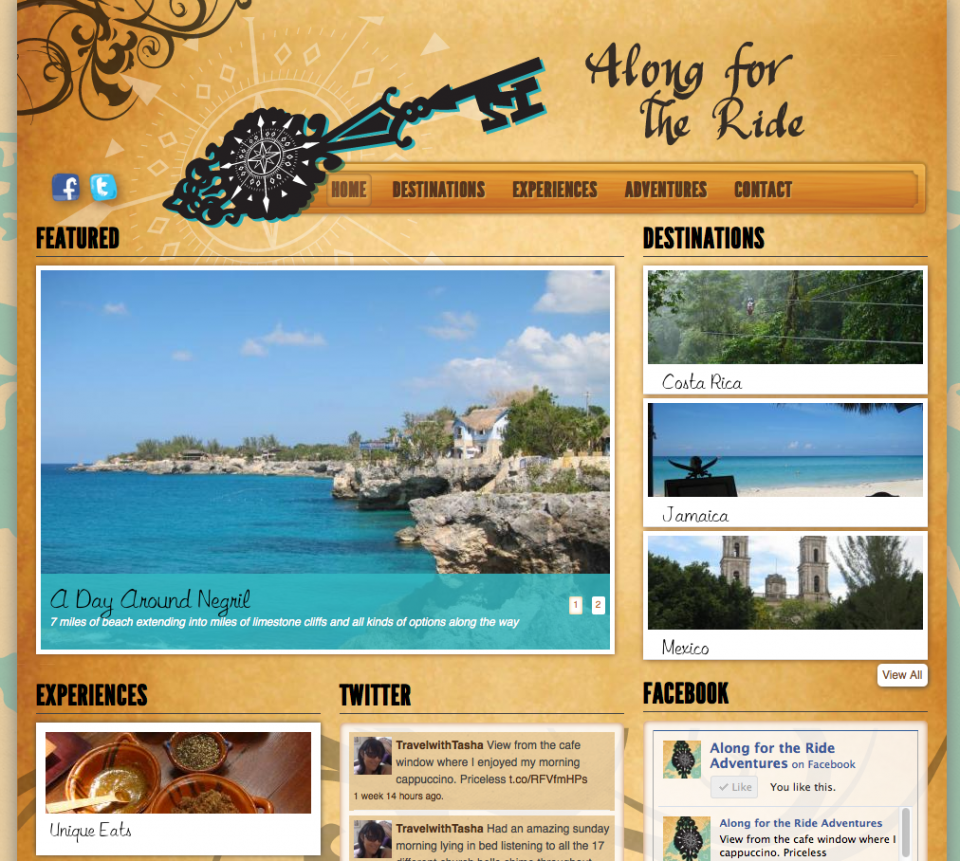 Along for
The Ride
HOME DESTINATIONS EXPERIENCES ADVENTURES CONTACT
FEATURED
A Day Around Negril
7 miles of beach extending into miles of limestone cliffs and all kinds of options along the way
1 2
DESTINATIONS
Costa Rica
Jamaica
Mexico
View All
EXPERIENCES
Unique Eats
TWITTER
TravelwithTasha View from the cafe
window where I enjoyed my morning
cappuccino. Priceless t.co/RFVfmHPs
1 week 14 hours ago.
TravelwithTasha Had an amazing sunday
morning lying in bed listening to all the 17
different church bells chime throughout
FACEBOOK
Along for the Ride
Adventures on Facebook
Like You like this.
Along for the Ride Adventures
View from the cafe window where I
cappuccino. Priceless